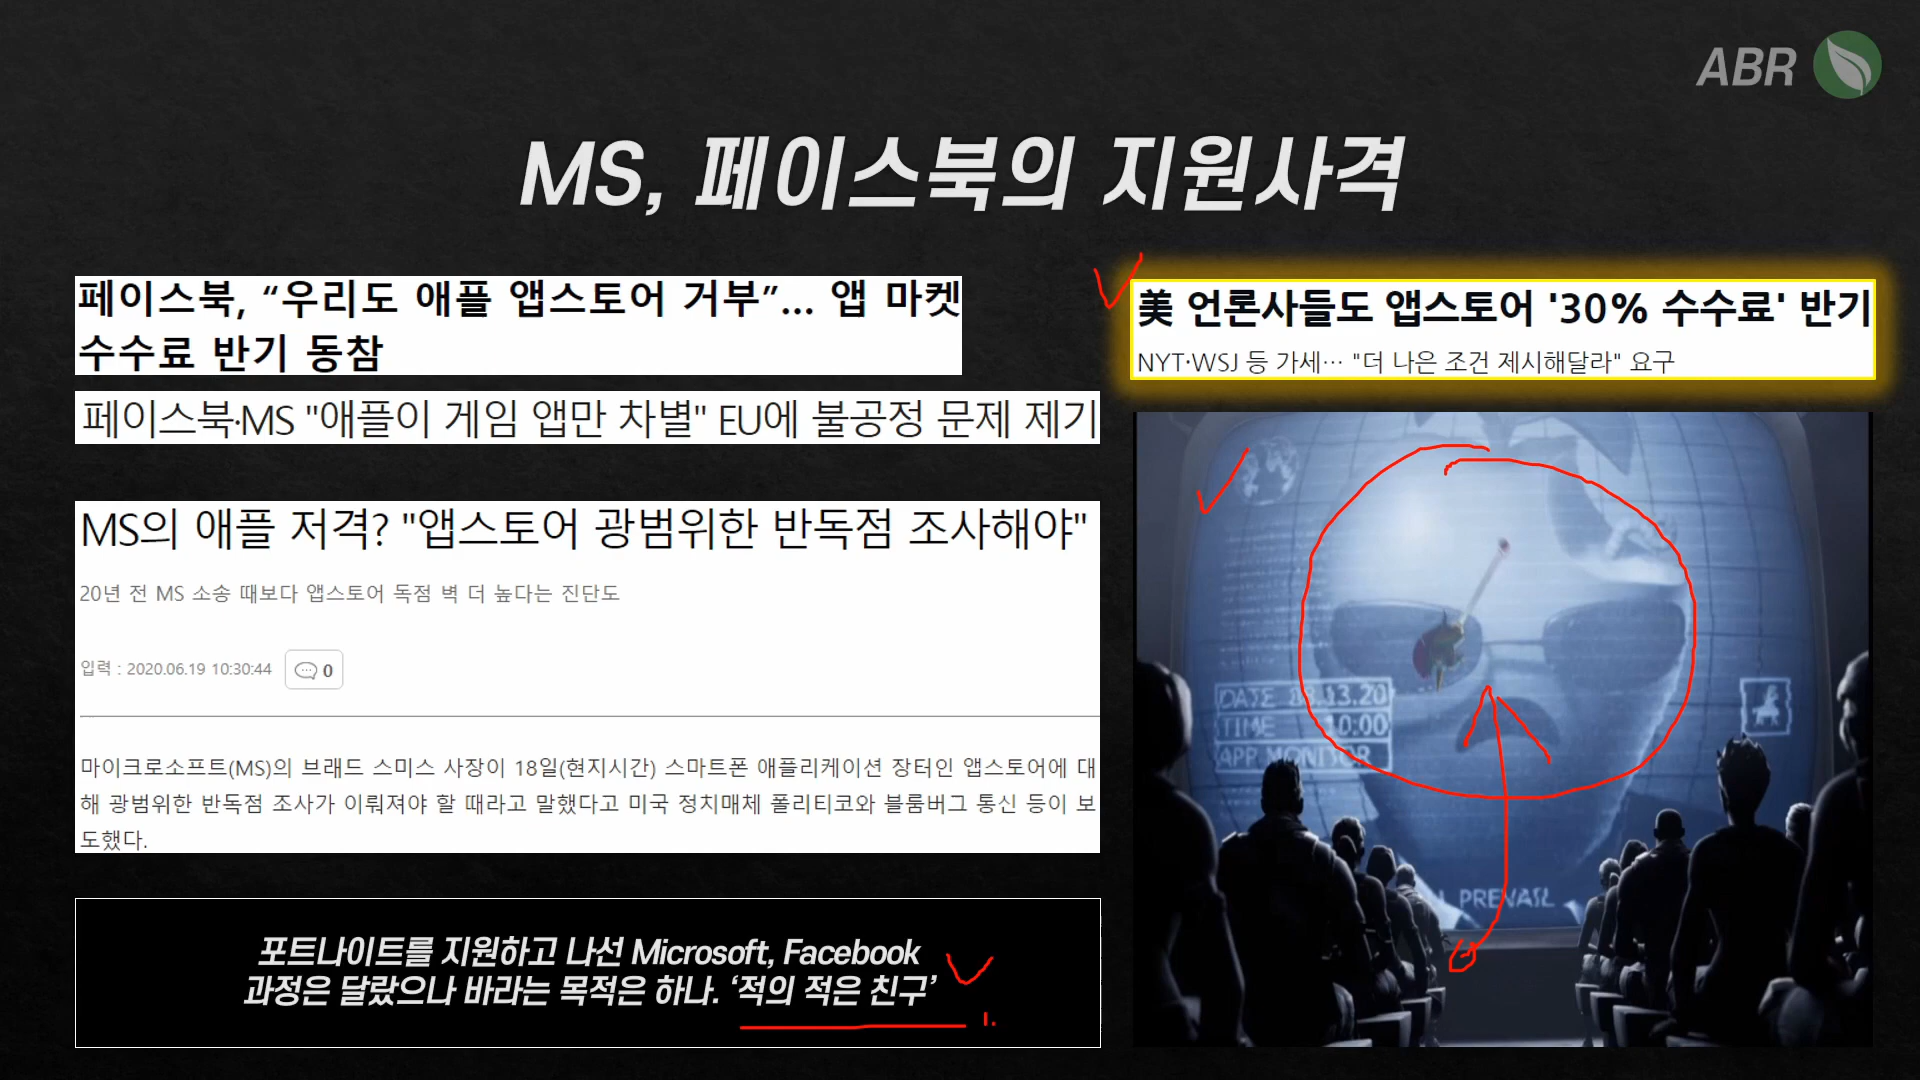 ABR
MS, 페이스북의 지원사격
페이스북, “우리도 애플 앱스토어 거부”... 앱 마켓
수수료 반기 동참
페이스북·MS "애플이 게임 앱만 차별" EU에 불공정 문제 제기
MS의 애플 저격? "앱스토어 광범위한 반독점 조사해야"
20년 전 MS 소송 때보다 앱스토어 독점 벽 더 높다는 진단도
입력 : 2020.06.19 10:30:44
0
마이크로소프트(MS)의 브래드 스미스 사장이 18일(현지시간) 스마트폰 애플리케이션 장터인 앱스토어에 대
해 광범위한 반독점 조사가 이뤄져야 할 때라고 말했다고 미국 정치매체 폴리티코와 블룸버그 통신 등이 보
도했다.
포트나이트를 지원하고 나선 Microsoft, Facebook
과정은 달랐으나 바라는 목적은 하나. ‘적의 적은 친구’
美 언론사들도 앱스토어 '30% 수수료' 반기
NYT·WSJ 등 가세… "더 나은 조건 제시해달라" 요구
DATE 13.20
TIME 10:00
APP MONITOR
PREVAIL